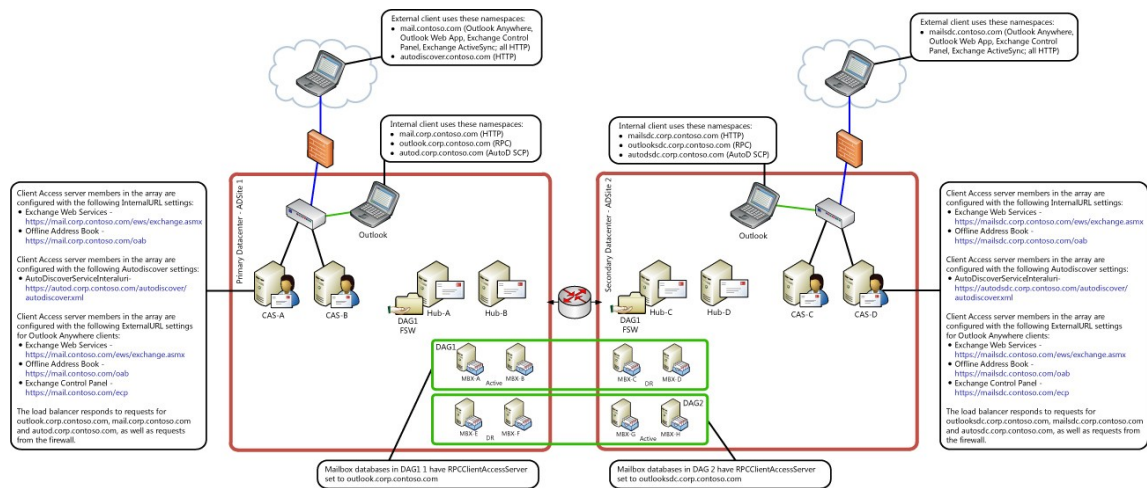 External client uses these namespaces:
• mail.contoso.com (Outlook Anywhere,
Outlook Web App, Exchange Control
Panel, Exchange ActiveSync; all HTTP)
• autodiscover.contoso.com (HTTP)
External client uses these namespaces:
• mailsdc.contoso.com (Outlook Anywhere,
Outlook Web App, Exchange Control
Panel, Exchange ActiveSync; all HTTP)
Internal client uses these namespaces:
• mail.corp.contoso.com (HTTP)
• outlook.corp.contoso.com (RPC)
• autod.corp.contoso.com (AutoD SCP)
Internal client uses these namespaces:
• mailsdc.corp.contoso.com (HTTP)
• outlooksdc.corp.contoso.com (RPC)
• autodsdc.corp.contoso.com (AutoD SCP)
Client Access server members in the array are
configured with the following InternalURL settings:
• Exchange Web Services -
https://mail.corp.contoso.com/ews/exchange.asmx
• Offline Address Book -
https://mail.corp.contoso.com/oab
Client Access server members in the array are
configured with the following Autodiscover settings:
• AutoDiscoverServiceInteraluri-
https://autod.corp.contoso.com/autodiscover/
autodiscover.xml
Client Access server members in the array are
configured with the following ExternalURL settings
for Outlook Anywhere clients:
• Exchange Web Services -
https://mail.contoso.com/ews/exchange.asmx
• Offline Address Book -
https://mail.contoso.com/oab
• Exchange Control Panel -
https://mail.contoso.com/ecp
The load balancer responds to requests for
outlook.corp.contoso.com, mail.corp.contoso.com
and autod.corp.contoso.com, as well as requests
from the firewall.
Primary Datacenter - ADSite 1
Outlook
CAS-A
CAS-B
DAG1
FSW
Hub-A
Hub-B
Secondary Datacenter - ADSite 2
Outlook
DAG1
FSW
Hub-C
Hub-D
CAS-C
CAS-D
DAG1
MBX-A
MBX-B
Active
MBX-C
MBX-D
DR
DAG2
MBX-E
MBX-F
DR
MBX-G
MBX-H
Active
Client Access server members in the array are
configured with the following InternalURL settings:
• Exchange Web Services -
https://mailsdc.corp.contoso.com/ews/exchange.asmx
• Offline Address Book -
https://mailsdc.corp.contoso.com/oab
Client Access server members in the array are
configured with the following Autodiscover settings:
• AutoDiscoverServiceInteraluri-
https://autodsdc.corp.contoso.com/autodiscover/
autodiscover.xml
Client Access server members in the array are
configured with the following ExternalURL settings
for Outlook Anywhere clients:
• Exchange Web Services -
https://mailsdc.contoso.com/ews/exchange.asmx
• Offline Address Book -
https://mailsdc.contoso.com/oab
• Exchange Control Panel -
https://mailsdc.contoso.com/ecp
The load balancer responds to requests for
outlooksdc.corp.contoso.com, mailsdc.corp.contoso.com
and autosdc.corp.contoso.com, as well as requests from
the firewall.
Mailbox databases in DAG1 1 have RPCClientAccessServer
set to outlook.corp.contoso.com
Mailbox databases in DAG 2 have RPCClientAccessServer
set to outlooksdc.corp.contoso.com